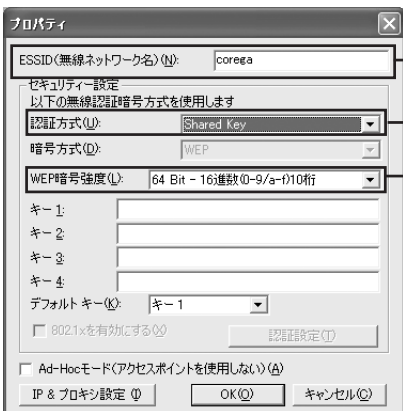 プロパティ
ESSID(無線ネットワーク名)(N): corega
セキュリティー設定
以下の無線認証暗号方式を使用します
認証方式(U): Shared Key
暗号方式(D): WEP
WEP暗号強度(L): 64 Bit - 16進数(0-9/a-f)10桁
キー 1:
キー 2:
キー 3:
キー 4:
デフォルト キー(K): キー 1
802.1xを有効にする(X) 認証設定(T)
Ad-Hocモード(アクセスポイントを使用しない)(A)
IP & プロキシ設定 (I) OK(O) キャンセル(C)